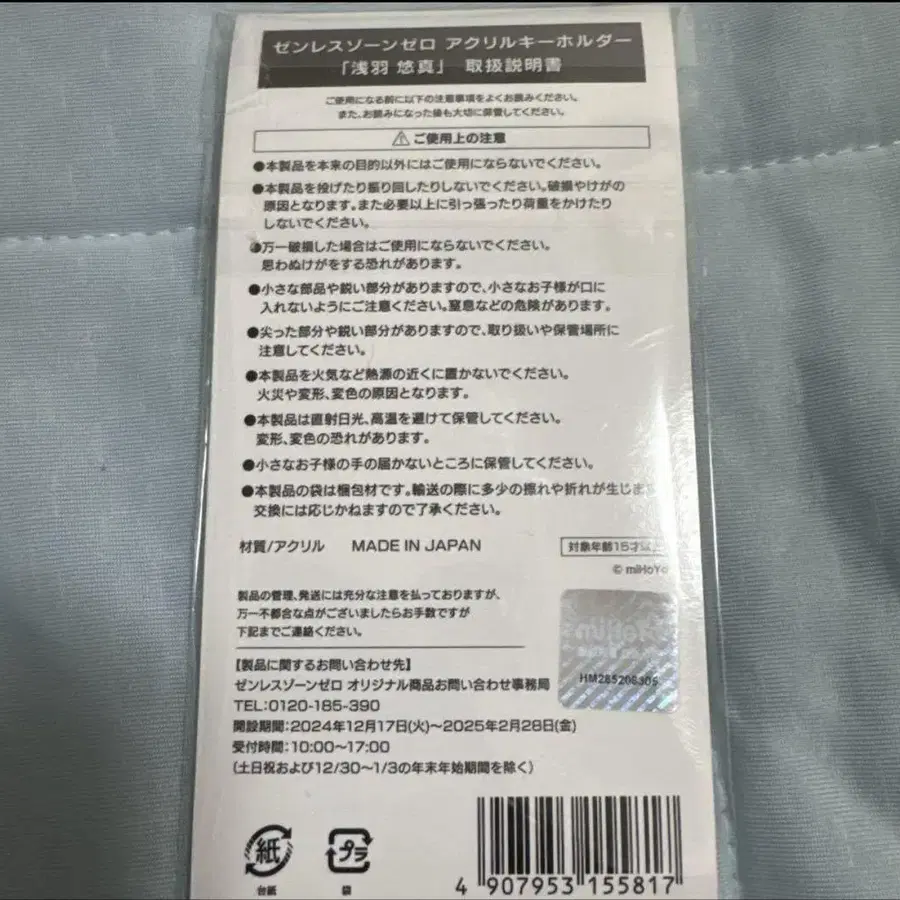 ゼンレスゾーンゼロ アクリルキーホルダー
「浅羽 悠真」 取扱説明書
ご使用になる前に以下の注意事項をよくお読みください。
また、お読みになった後も大切に保管してください。
⚠ご使用上の注意
●本製品を本来の目的以外にはご使用にならないでください。
●本製品を投げたり振り回したりしないでください。破損やけがの
原因となります。また必要以上に引っ張ったり荷重をかけたり
しないでください。
●万一破損した場合はご使用にならないでください。
思わぬけがをする恐れがあります。
●小さな部品や鋭い部分がありますので、小さなお子様が口に
入れないようにご注意ください。窒息などの危険があります。
●尖った部分や鋭い部分がありますので、取り扱いや保管場所に
注意してください。
●本製品を火気など熱源の近くに置かないでください。
火災や変形、変色の原因となります。
●本製品は直射日光、高温を避けて保管してください。
変形、変色の恐れがあります。
●小さなお子様の手の届かないところに保管してください。
●本製品の袋は梱包材です。輸送の際に多少の擦れや折れが生じます
交換には応じかねますので了承ください。
材質/アクリル MADE IN JAPAN
対象年齢15才以上
© miHoYo
製品の管理、発送には充分な注意を払っておりますが、
万一不都合な点がございましたらお手数ですが
下記までご連絡ください。
HM285208305
【製品に関するお問い合わせ先】
ゼンレスゾーンゼロ オリジナル商品お問い合わせ事務局
TEL:0120-185-390
開設期間:2024年12月17日(火)～2025年2月28日(金)
受付時間:10:00～17:00
(土日祝および12/30～1/3の年末年始期間を除く)
紙
台紙
プラ
袋
4 907953 155817